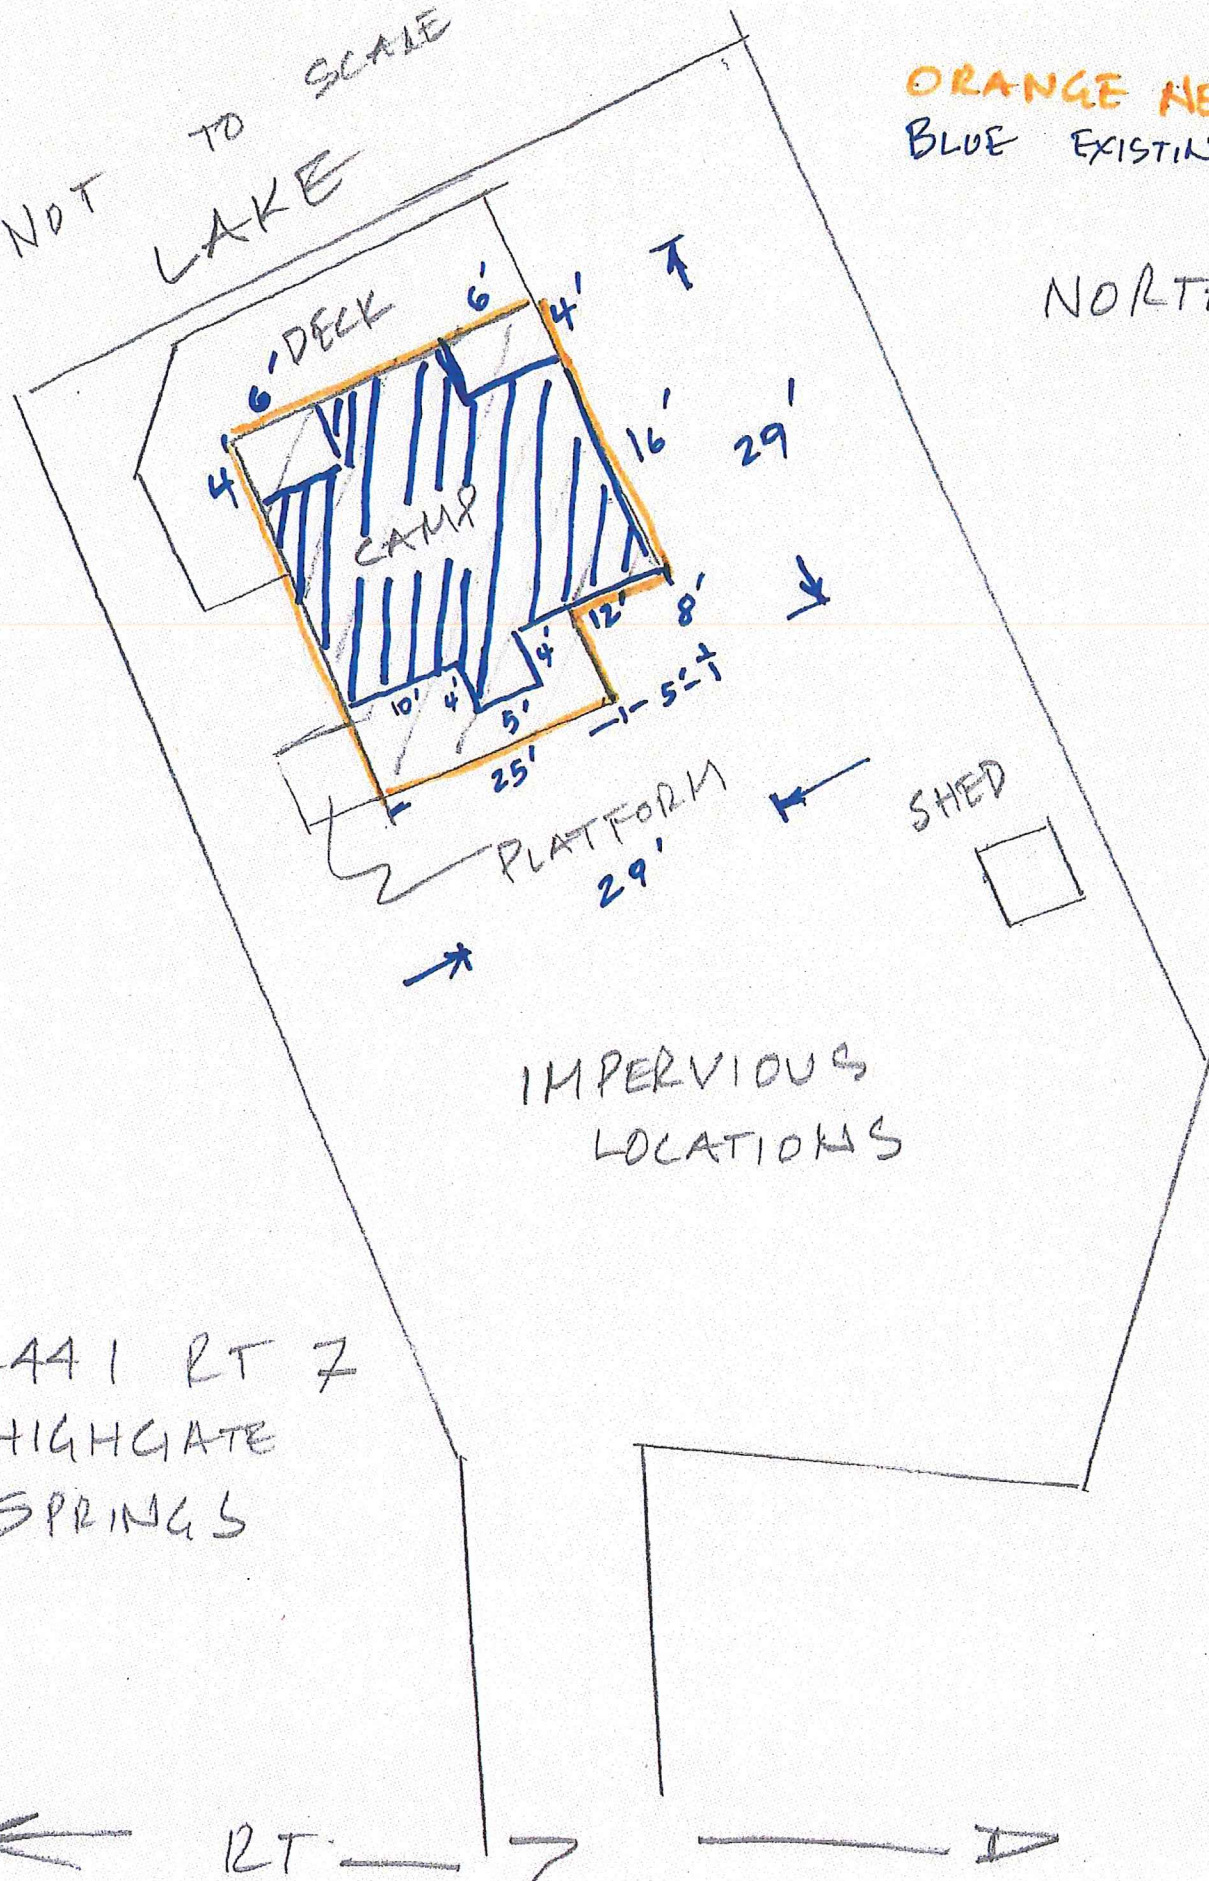 NOT TO SCALE
LAKE
ORANGE NE
BLUE EXISTIN
NORTH
6' DECK 6' 4'
4'
16'
29'
CAMP
12' 8'
4'
10' 4' 5'
5'
25'
PLATFORM
29'
SHED
IMPERVIOUS
LOCATIONS
441 RT 7
HIGHGATE
SPRINGS
RT 7